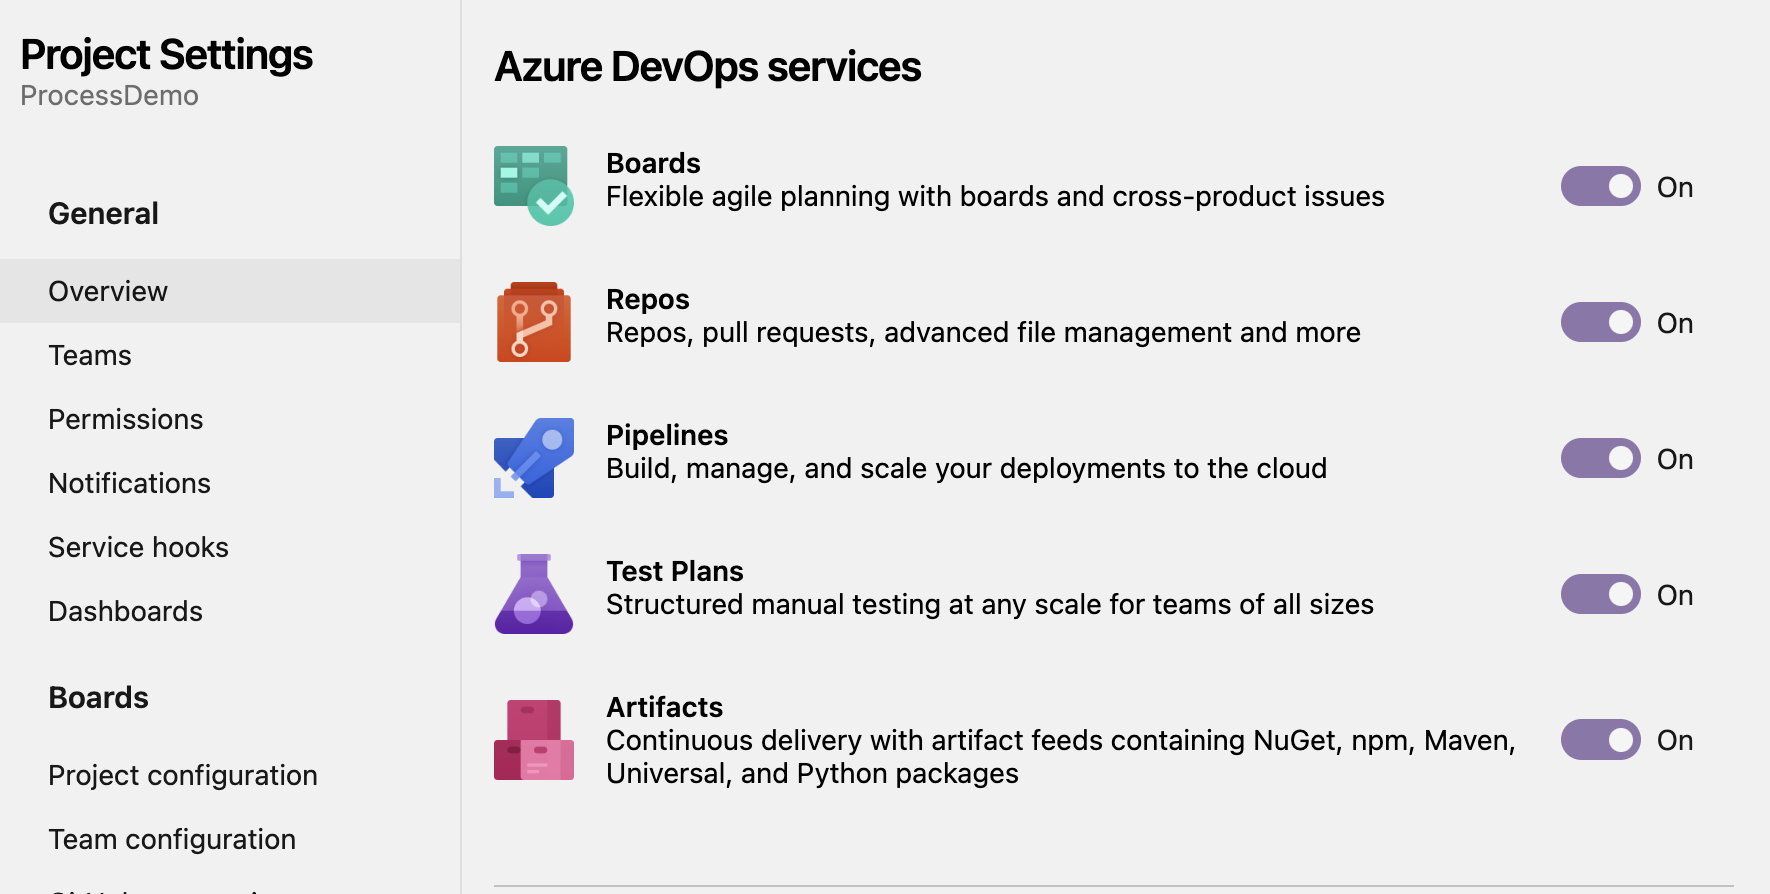 Project Settings
ProcessDemo
General
Overview
Teams
Permissions
Notifications
Service hooks
Dashboards
Boards
Project configuration
Team configuration
Azure DevOps services
Boards
Flexible agile planning with boards and cross-product issues
On
Repos
Repos, pull requests, advanced file management and more
On
Pipelines
Build, manage, and scale your deployments to the cloud
On
Test Plans
Structured manual testing at any scale for teams of all sizes
On
Artifacts
Continuous delivery with artifact feeds containing NuGet, npm, Maven,
Universal, and Python packages
On